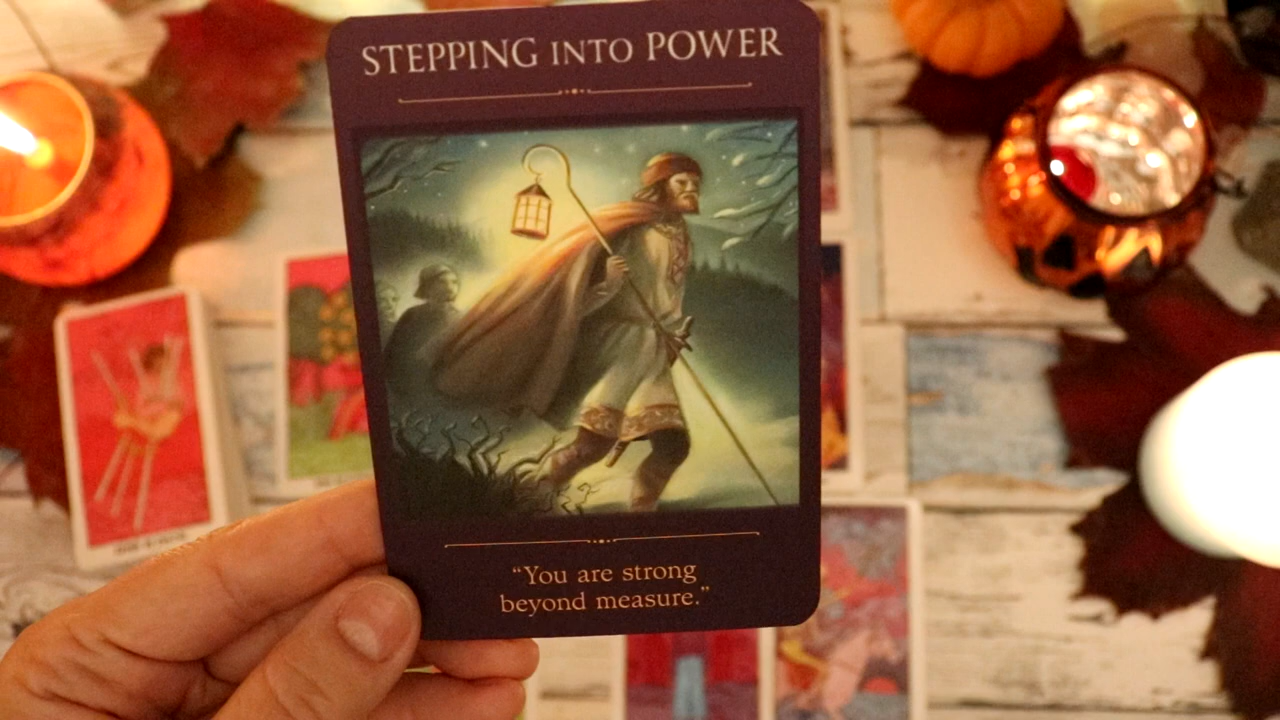 STEPPING INTO POWER
“You are strong
beyond measure.”